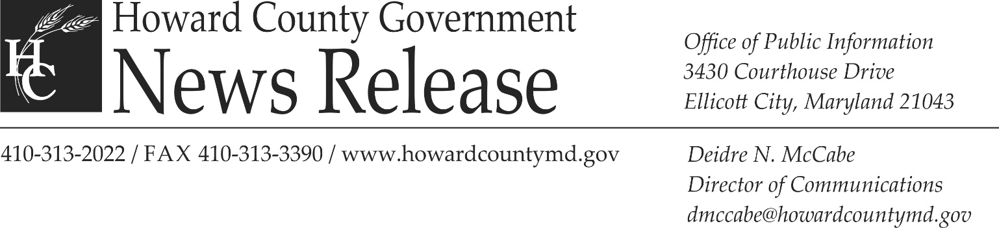 HC
Howard County Government
News Release
Office of Public Information
3430 Courthouse Drive
Ellicott City, Maryland 21043
410-313-2022 / FAX 410-313-3390 / www.howardcountymd.gov
Deidre N. McCabe
Director of Communications
dmccabe@howardcountymd.gov